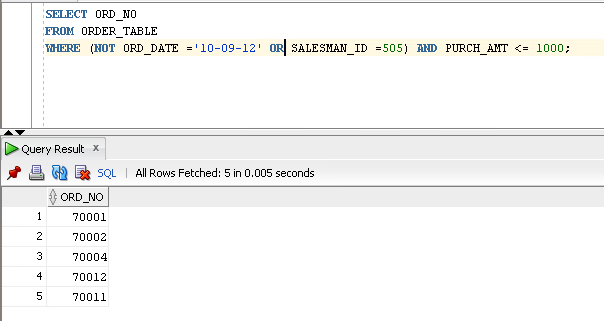 SELECT ORD_NO
FROM ORDER_TABLE
WHERE (NOT ORD_DATE ='10-09-12' OR SALESMAN_ID =505) AND PURCH_AMT <= 1000;
Query Result x
SQL | All Rows Fetched: 5 in 0.005 seconds
ORD_NO
1 70001
2 70002
3 70004
4 70012
5 70011